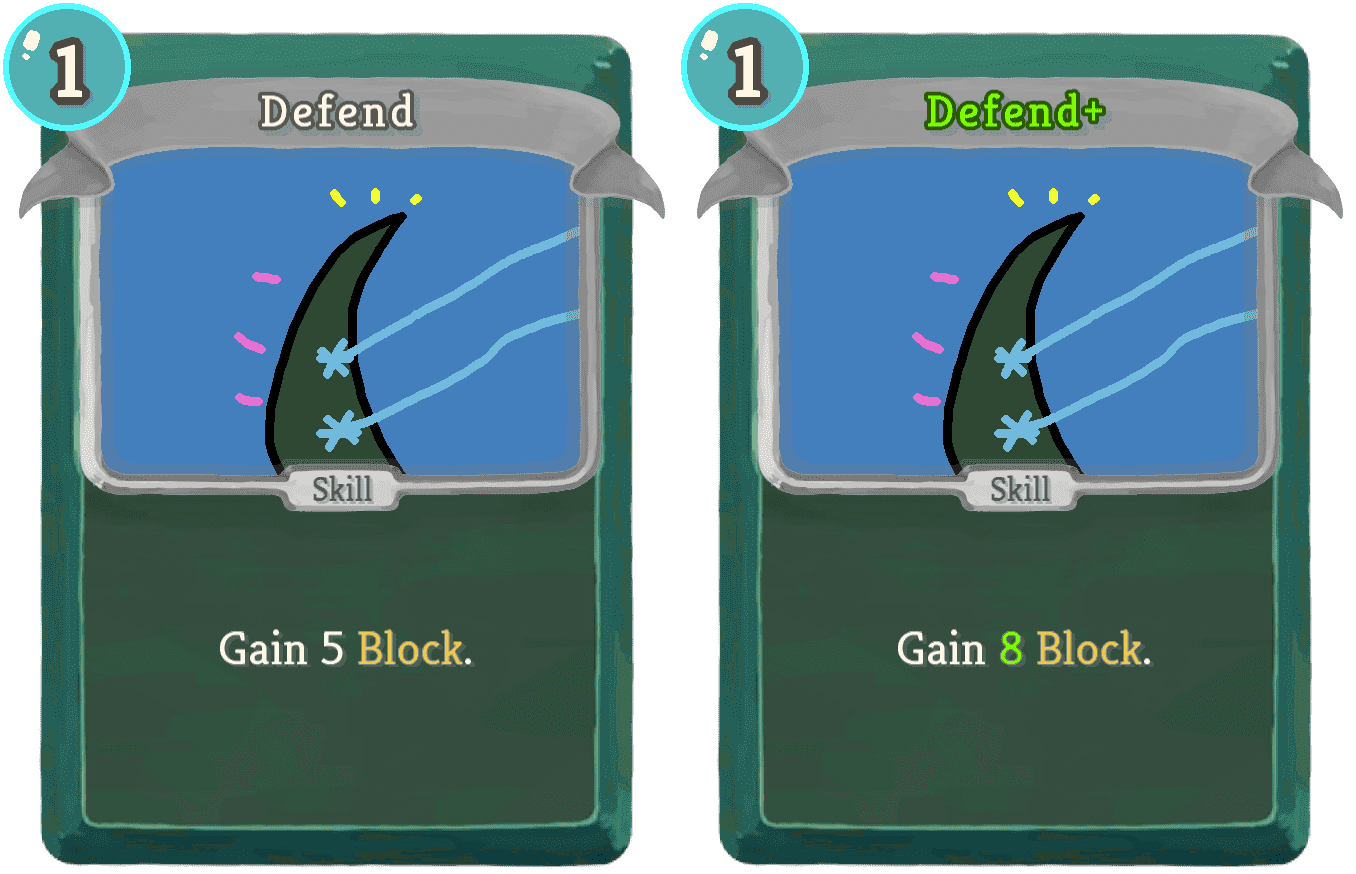 1
Defend
Skill
Gain 5 Block.
1
Defend+
Skill
Gain 8 Block.